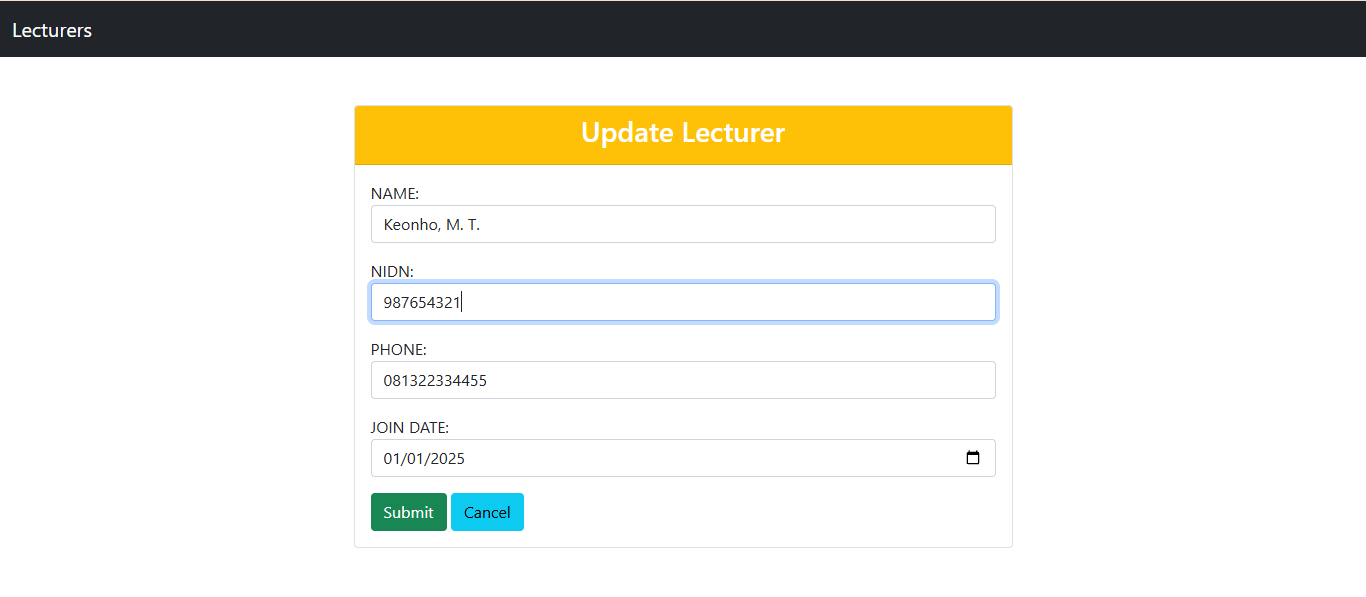 Lecturers
Update Lecturer
NAME:
Keonho, M. T.
NIDN:
987654321
PHONE:
081322334455
JOIN DATE:
01/01/2025
Submit Cancel